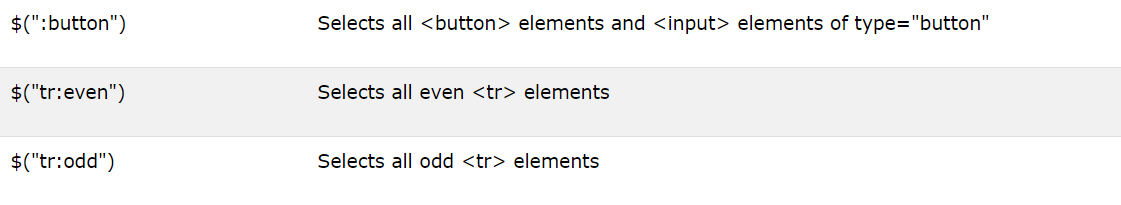 $(":button") Selects all <button> elements and <input> elements of type="button"
$("tr:even") Selects all even <tr> elements
$("tr:odd") Selects all odd <tr> elements